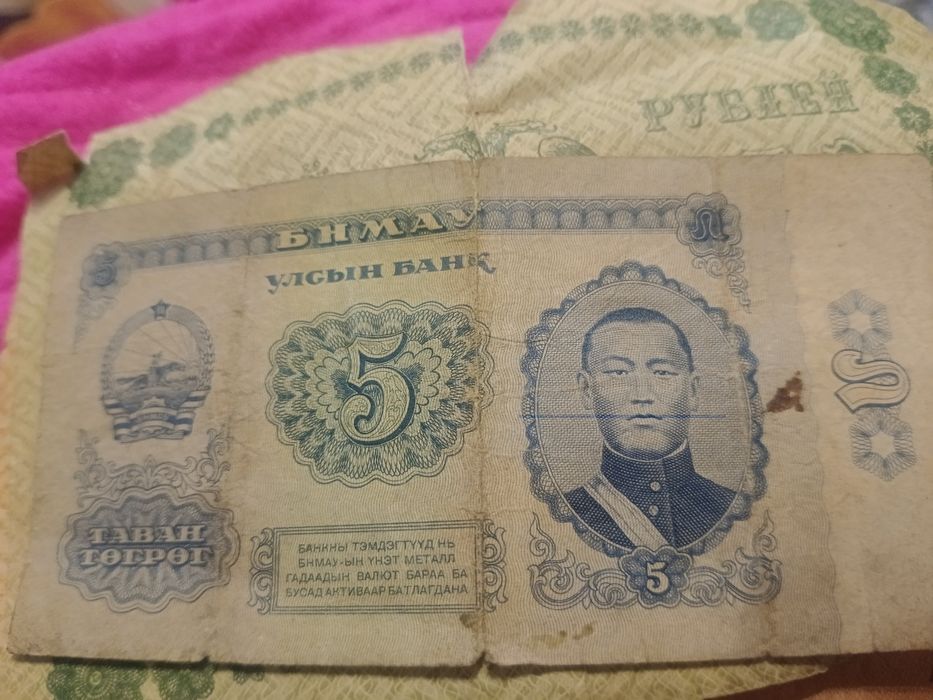 РУБЛЕЙ
БНМАУ
УЛСЫН БАНК
5
5
ТАВАН
ТӨГРӨГ
БАНКНЫ ТЭМДЭГТҮҮД НЬ
БНМАУ-ЫН ҮНЭТ МЕТАЛЛ
ГАДААДЫН ВАЛЮТ БАРАА БА
БУСАД АКТИВААР БАТЛАГДАНА
5